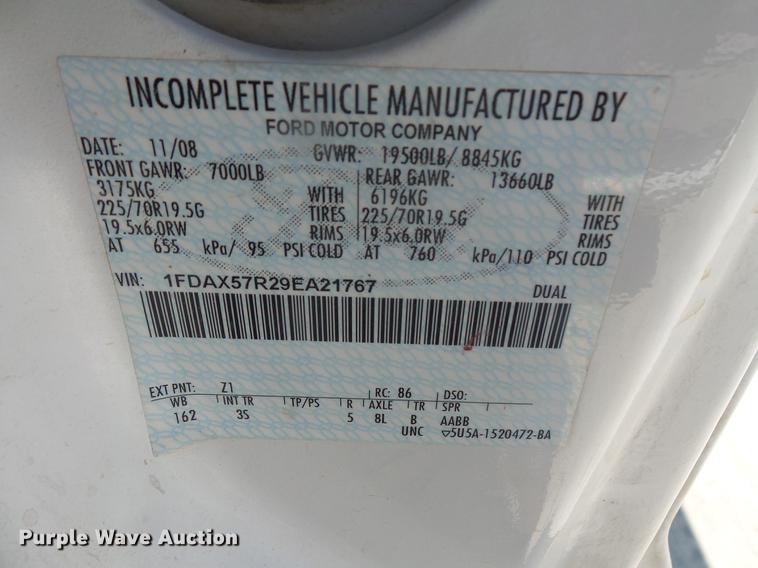 INCOMPLETE VEHICLE MANUFACTURED BY
FORD MOTOR COMPANY
DATE: 11/08 GVWR: 19500LB/ 8845KG
FRONT GAWR: 7000LB REAR GAWR: 13660LB
3175KG WITH 6196KG WITH
225/70R19.5G TIRES 225/70R19.5G TIRES
19.5x6.0RW RIMS 19.5x6.0RW RIMS
AT 655 kPa/ 95 PSI COLD AT 760 kPa/110 PSI COLD
VIN: 1FDAX57R29EA21767 DUAL
EXT PNT: Z1 RC: 86 DSO:
WB INT TR TP/PS R AXLE TR SPR
162 3S 5 8L B AABB
UNC ▽5U5A-1520472-BA
Purple Wave Auction